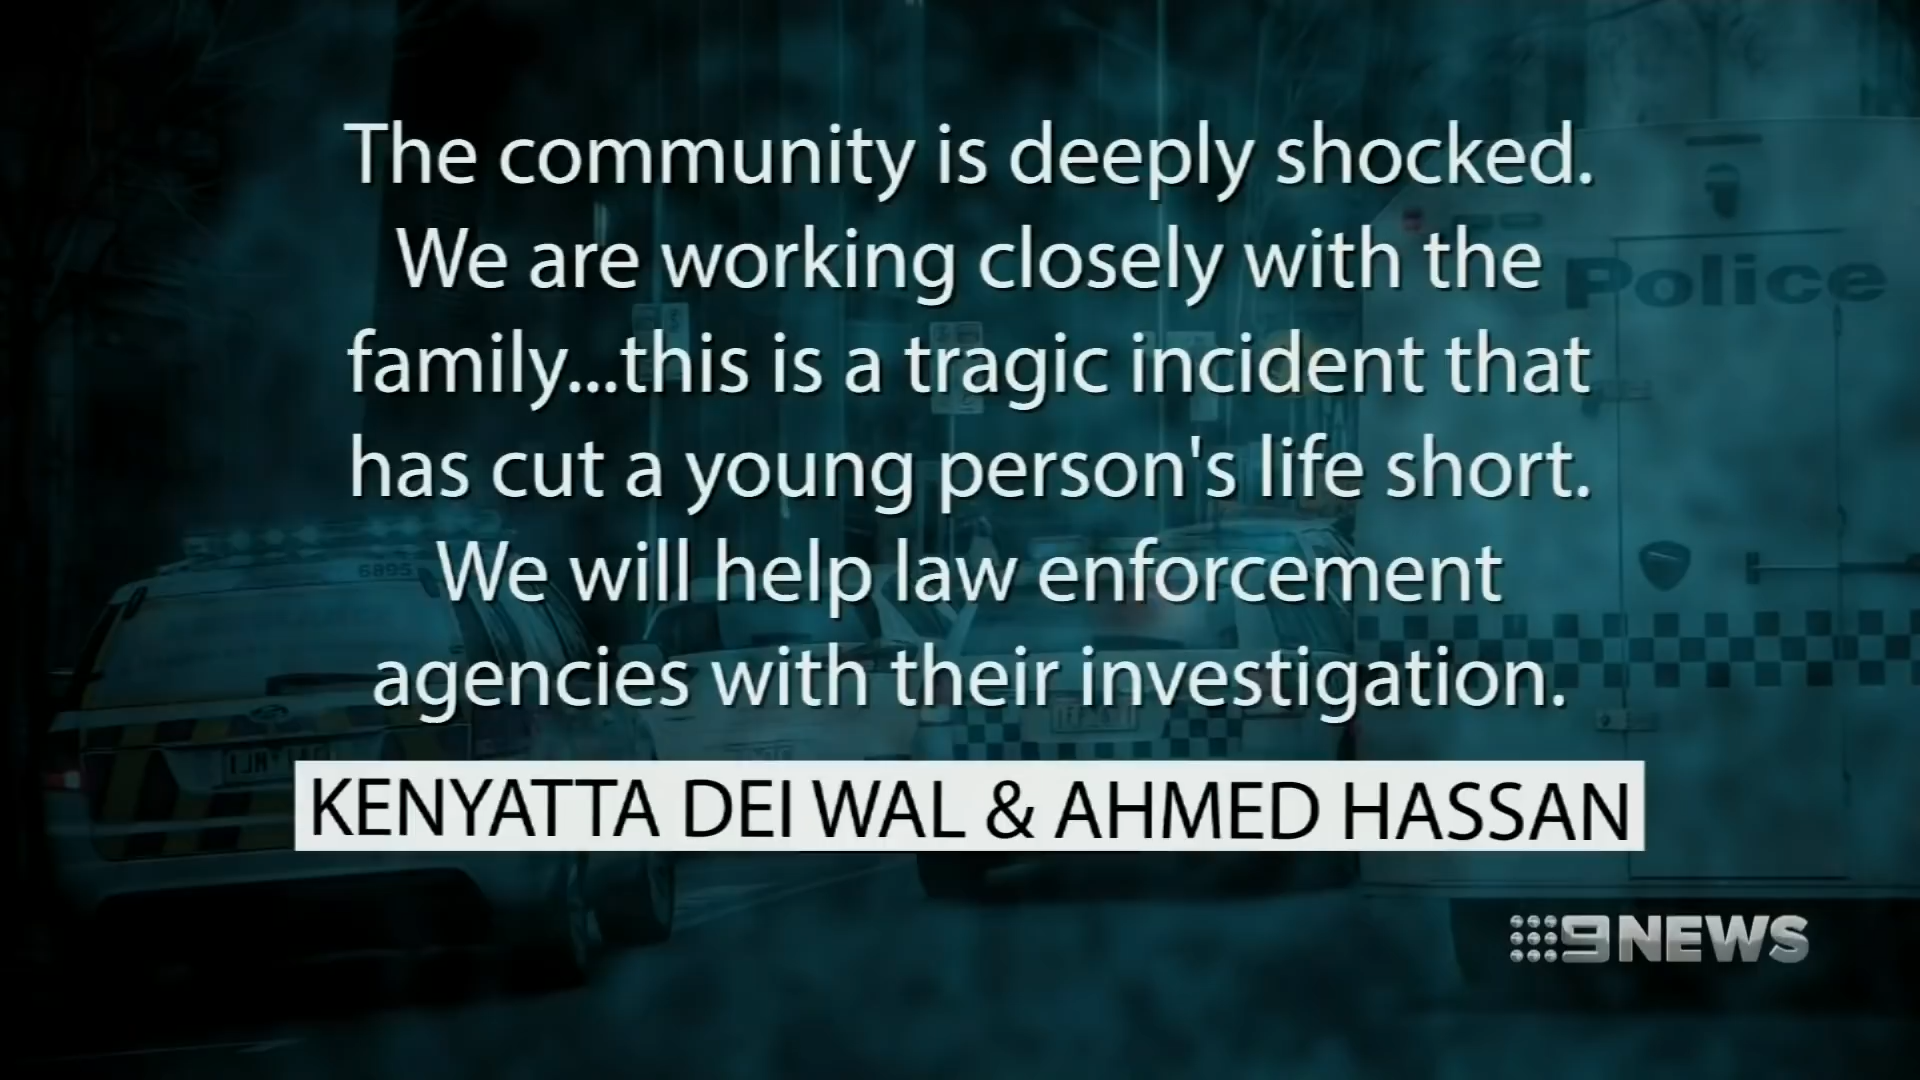 The community is deeply shocked.
We are working closely with the
family...this is a tragic incident that
has cut a young person's life short.
We will help law enforcement
agencies with their investigation.
KENYATTA DEI WAL & AHMED HASSAN
Police
6895
9NEWS